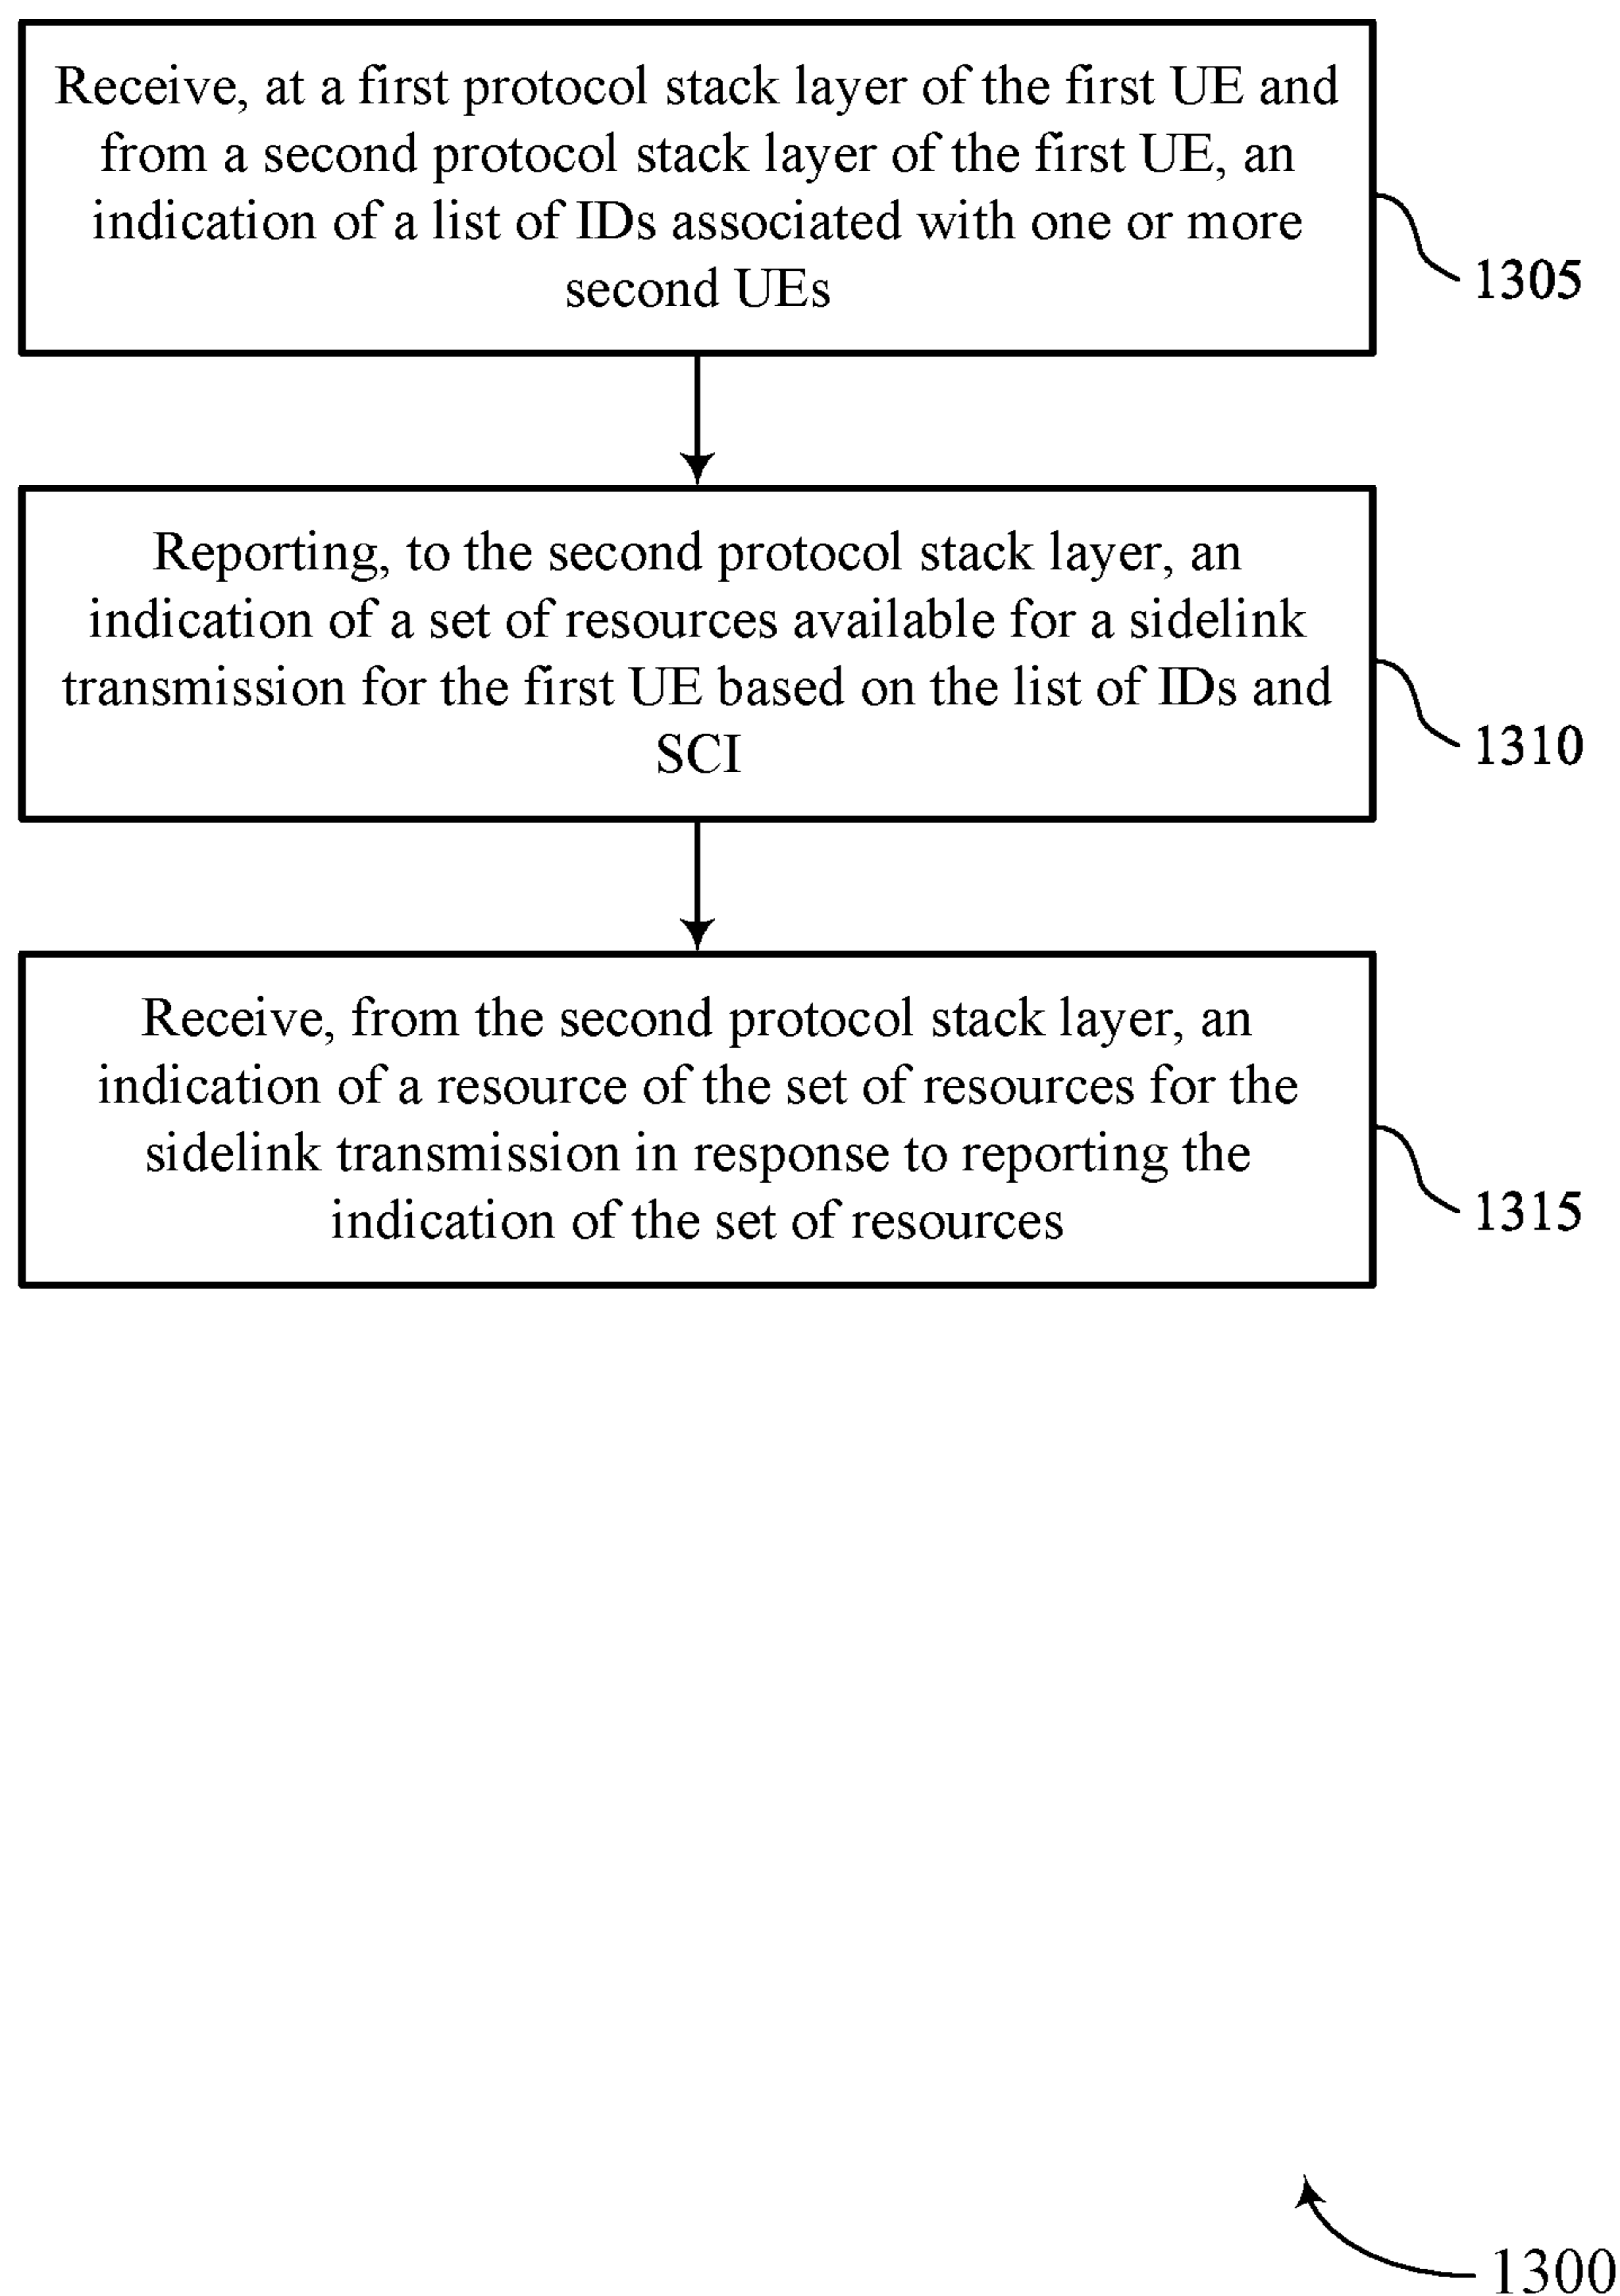 Receive, at a first protocol stack layer of the first UE and
from a second protocol stack layer of the first UE, an
indication of a list of IDs associated with one or more
second UEs
1305
Reporting, to the second protocol stack layer, an
indication of a set of resources available for a sidelink
transmission for the first UE based on the list of IDs and
SCI
1310
Receive, from the second protocol stack layer, an
indication of a resource of the set of resources for the
sidelink transmission in response to reporting the
indication of the set of resources
1315
1300